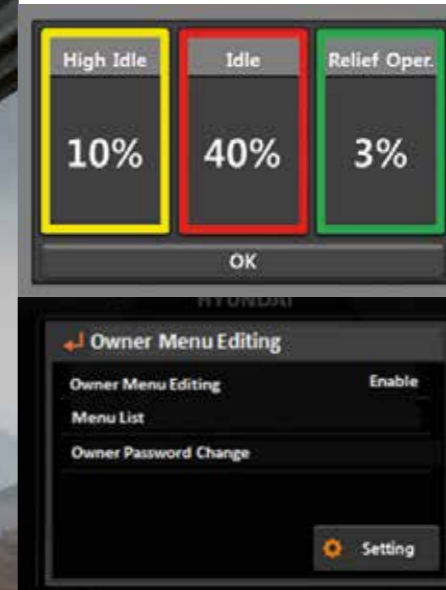 High Idle Idle Relief Oper.
10% 40% 3%
OK
HYUNDAI
Owner Menu Editing
Owner Menu Editing Enable
Menu List
Owner Password Change
Setting